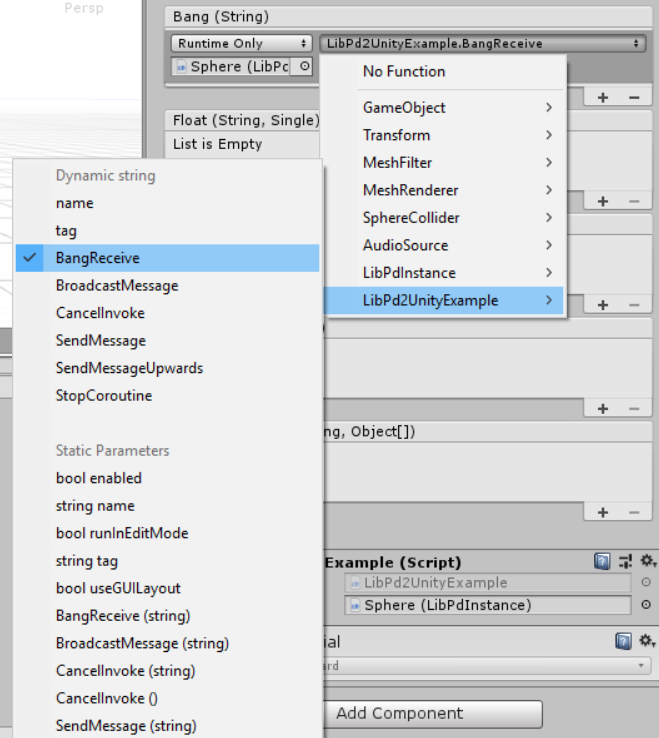 Persp
Bang (String)
Runtime Only
LibPd2UnityExample.BangReceive
Sphere (LibPc
No Function
GameObject
Float (String, Single)
Transform
List is Empty
MeshFilter
MeshRenderer
SphereCollider
AudioSource
LibPdInstance
LibPd2UnityExample
Dynamic string
name
tag
BangReceive
BroadcastMessage
CancelInvoke
SendMessage
SendMessageUpwards
StopCoroutine
Static Parameters
bool enabled
string name
bool runInEditMode
string tag
bool useGUILayout
BangReceive (string)
BroadcastMessage (string)
CancelInvoke (string)
CancelInvoke ()
SendMessage (string)
ng, Object[])
Example (Script)
LibPd2UnityExample
Sphere (LibPdInstance)
ial
ard
Add Component